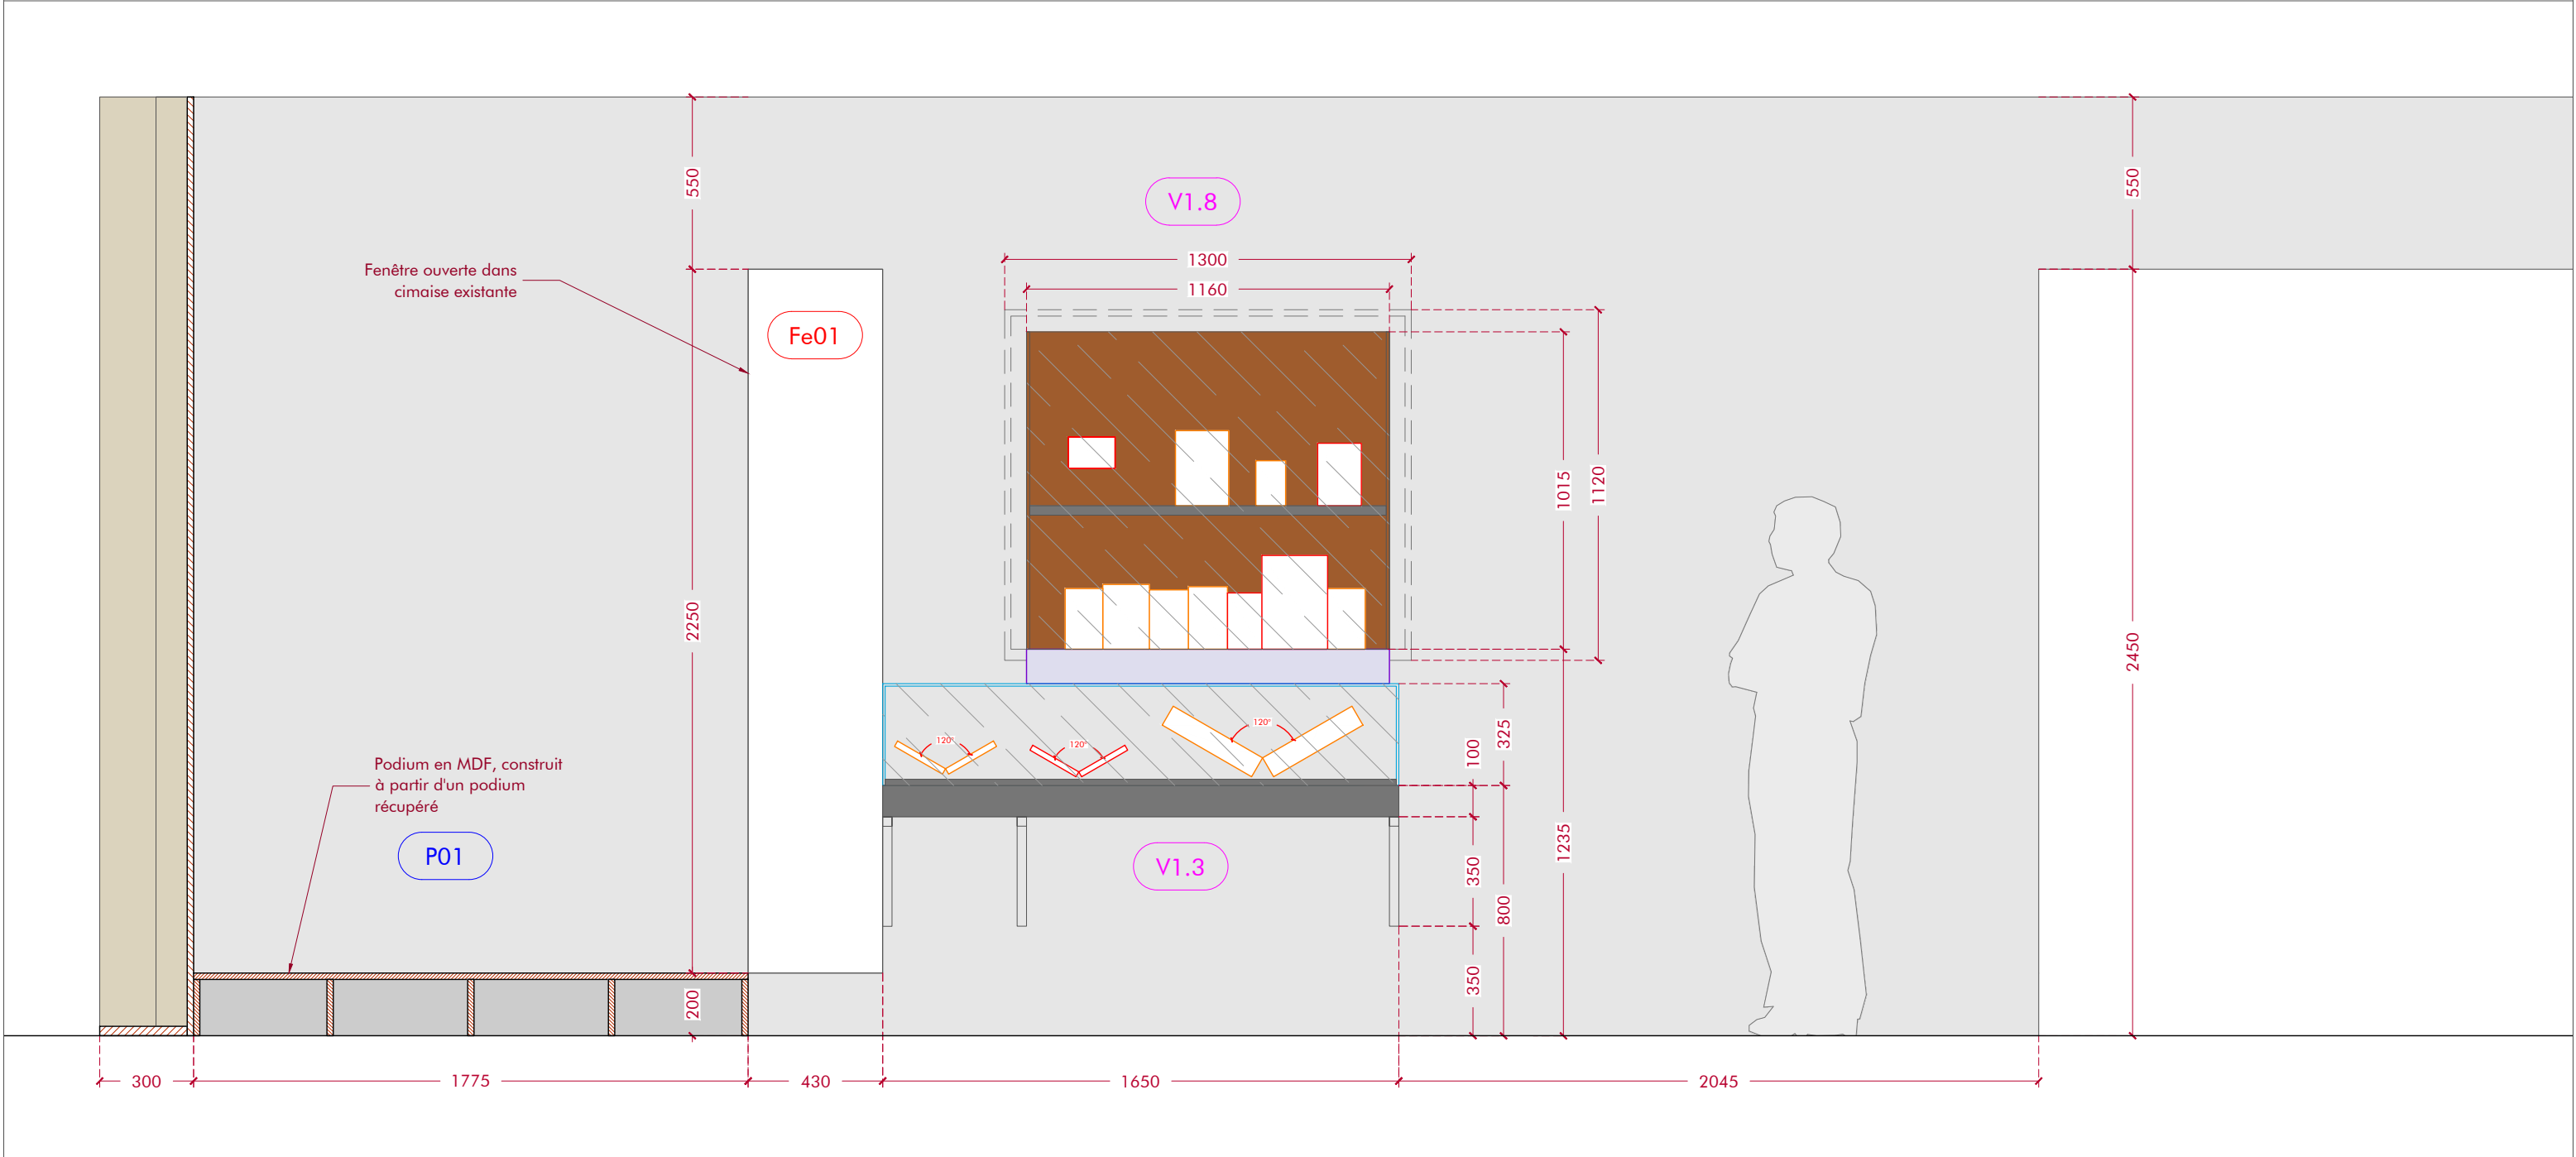 550
550
V1.8
Fenêtre ouverte dans
cimaise existante
1300
1160
Fe01
1015
1120
2250
2450
120°
120°
120°
325
100
Podium en MDF, construit
à partir d'un podium
récupéré
P01
V1.3
1235
350
800
350
200
300
1775
430
1650
2045